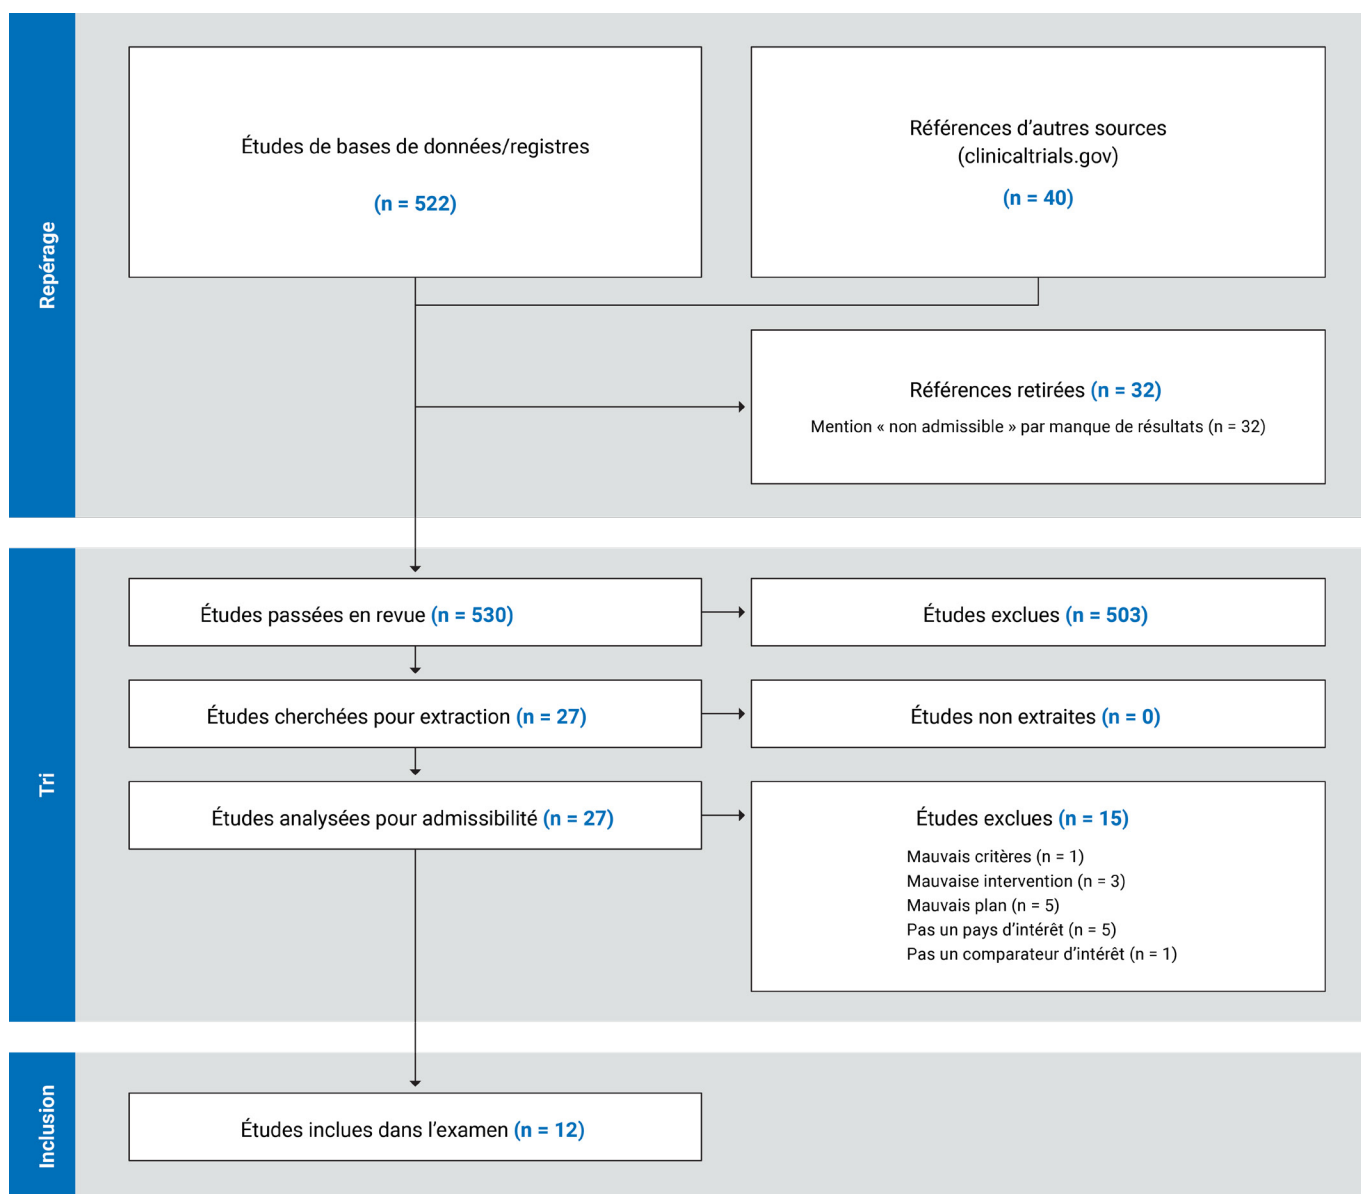 Repérage
Études de bases de données/registres
(n = 522)
Références d’autres sources
(clinicaltrials.gov)
(n = 40)
Références retirées (n = 32)
Mention « non admissible » par manque de résultats (n = 32)
Tri
Études passées en revue (n = 530)
Études exclues (n = 503)
Études cherchées pour extraction (n = 27)
Études non extraites (n = 0)
Études analysées pour admissibilité (n = 27)
Études exclues (n = 15)
Mauvais critères (n = 1)
Mauvaise intervention (n = 3)
Mauvais plan (n = 5)
Pas un pays d’intérêt (n = 5)
Pas un comparateur d’intérêt (n = 1)
Inclusion
Études inclues dans l’examen (n = 12)